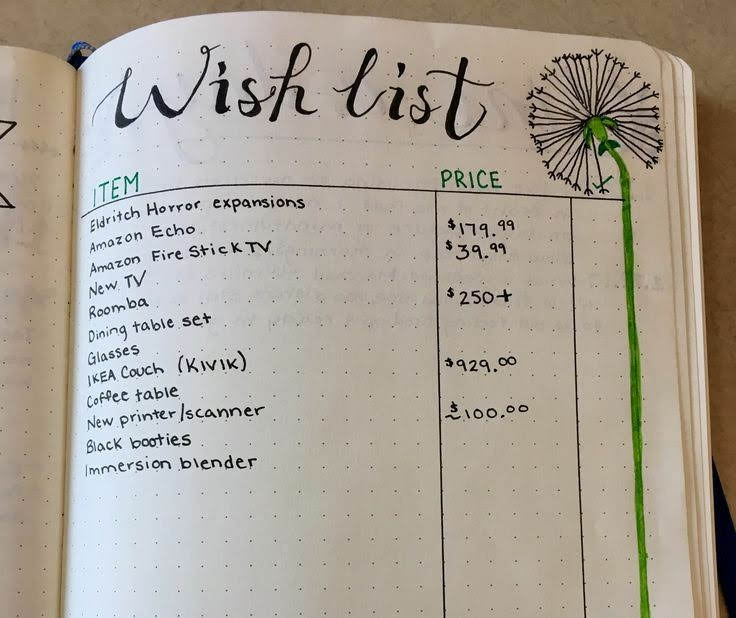 Wish list
ITEM PRICE ✓
Eldritch Horror expansions
Amazon Echo $179.99
Amazon Fire Stick TV $39.99
New TV
Roomba $250+
Dining table set
Glasses
IKEA Couch (KIVIK) $929.00
Coffee table
New printer/scanner ~$100.00
Black booties
Immersion blender